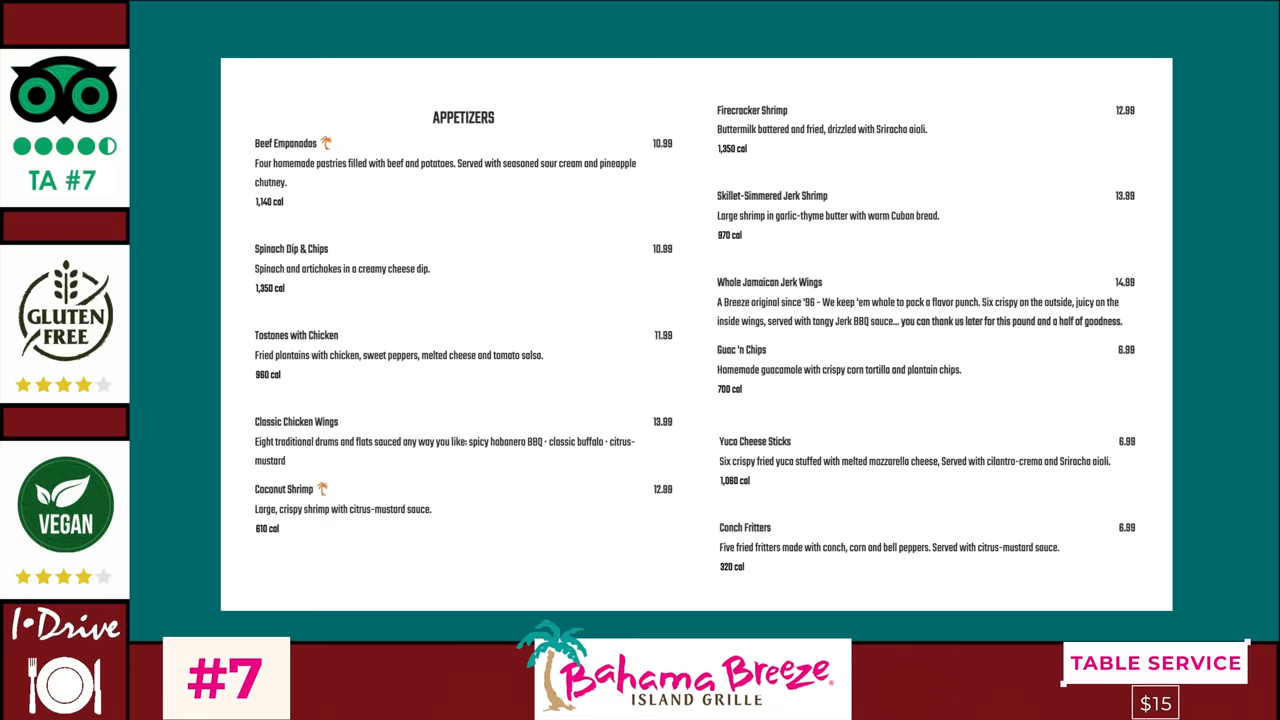 TA #7
GLUTEN
FREE
VEGAN
I•Drive
APPETIZERS
Beef Empanadas 10.99
Four homemade pastries filled with beef and potatoes. Served with seasoned sour cream and pineapple
chutney.
1,140 cal
Spinach Dip & Chips 10.99
Spinach and artichokes in a creamy cheese dip.
1,350 cal
Tostones with Chicken 11.99
Fried plantains with chicken, sweet peppers, melted cheese and tomato salsa.
960 cal
Classic Chicken Wings 13.99
Eight traditional drums and flats sauced any way you like: spicy habanero BBQ · classic buffalo · citrus-
mustard
Coconut Shrimp 12.99
Large, crispy shrimp with citrus-mustard sauce.
610 cal
Firecracker Shrimp 12.99
Buttermilk battered and fried, drizzled with Sriracha aioli.
1,350 cal
Skillet-Simmered Jerk Shrimp 13.99
Large shrimp in garlic-thyme butter with warm Cuban bread.
970 cal
Whole Jamaican Jerk Wings 14.99
A Breeze original since '96 - We keep 'em whole to pack a flavor punch. Six crispy on the outside, juicy on the
inside wings, served with tangy Jerk BBQ sauce... you can thank us later for this pound and a half of goodness.
Guac 'n Chips 6.99
Homemade guacamole with crispy corn tortilla and plantain chips.
700 cal
Yuca Cheese Sticks 6.99
Six crispy fried yuca stuffed with melted mozzarella cheese, Served with cilantro-crema and Sriracha aioli.
1,060 cal
Conch Fritters 6.99
Five fried fritters made with conch, corn and bell peppers. Served with citrus-mustard sauce.
320 cal
#7
Bahama Breeze®
ISLAND GRILLE
TABLE SERVICE
$15